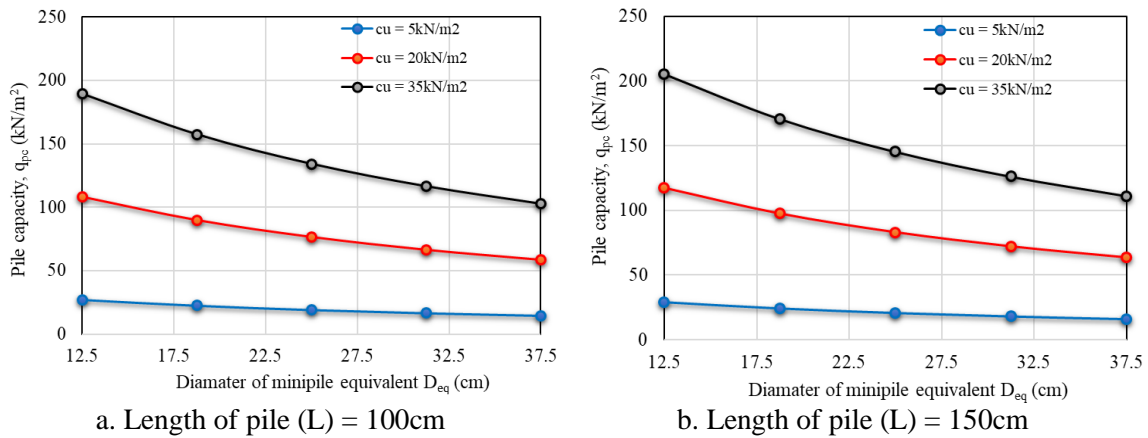 250
200
150
100
50
0
Pile capacity, qpc (kN/m2)
cu = 5kN/m2
cu = 20kN/m2
cu = 35kN/m2
12.5 17.5 22.5 27.5 32.5 37.5
Diamater of minipile equivalent Deq (cm)
a. Length of pile (L) = 100cm
250
200
150
100
50
0
Pile capacity, qpc (kN/m2)
cu = 5kN/m2
cu = 20kN/m2
cu = 35kN/m2
12.5 17.5 22.5 27.5 32.5 37.5
Diamater of minipile equivalent Deq (cm)
b. Length of pile (L) = 150cm